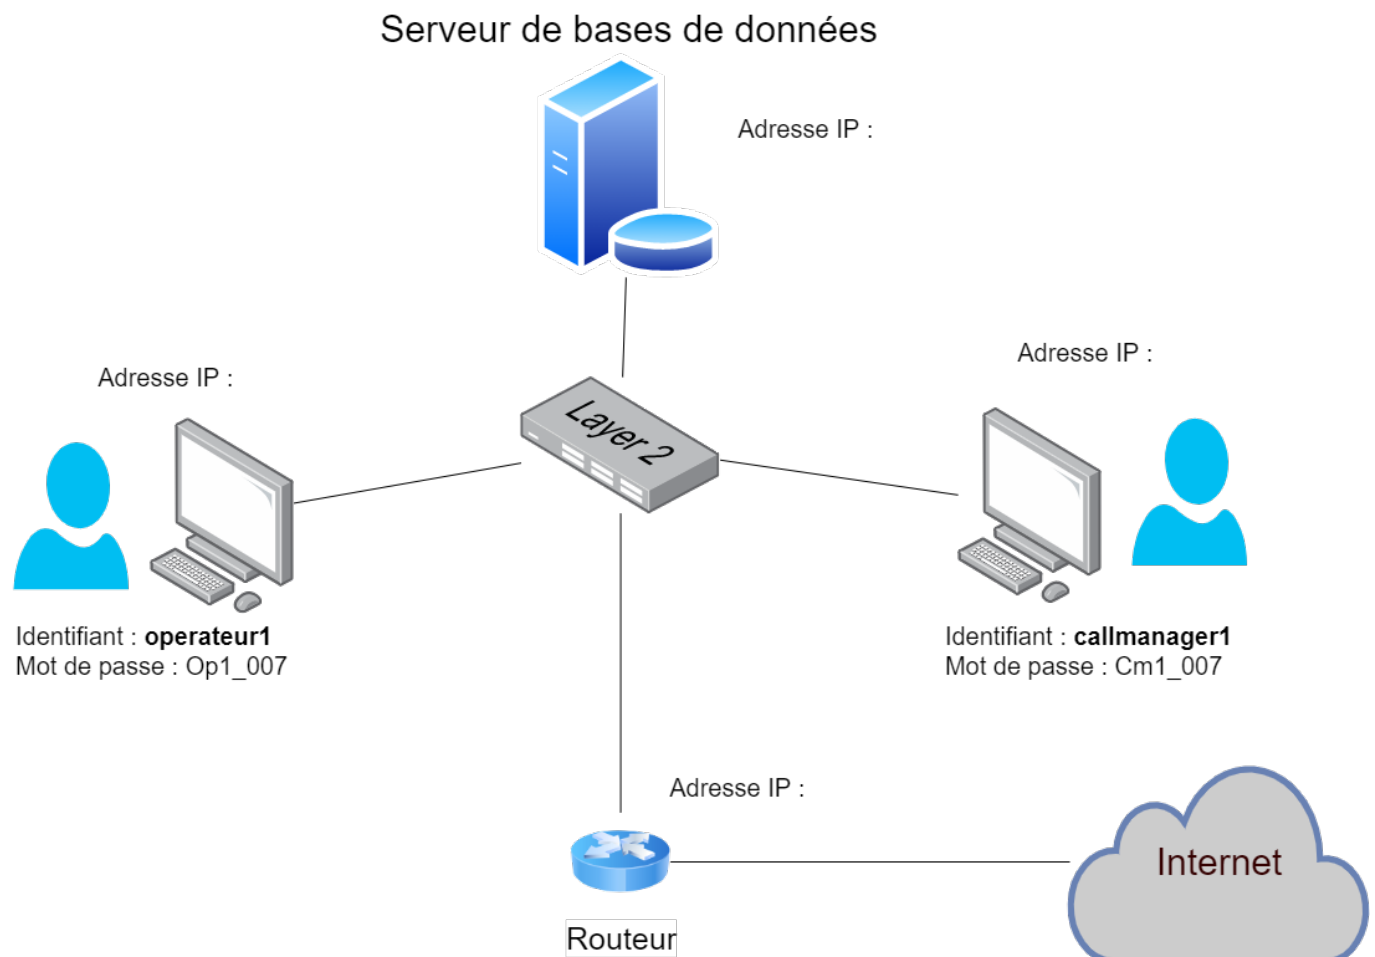 Serveur de bases de données
Adresse IP :
Adresse IP :
Adresse IP :
Layer 2
Identifiant : operateur1
Mot de passe : Op1_007
Identifiant : callmanager1
Mot de passe : Cm1_007
Adresse IP :
Internet
Routeur